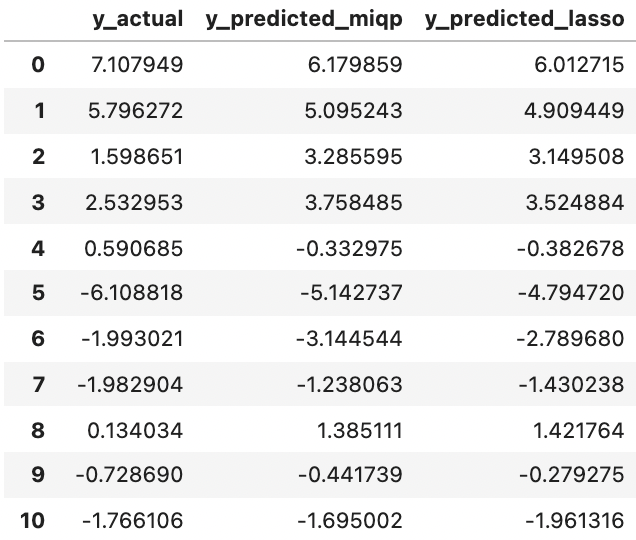 y_actual y_predicted_miqp y_predicted_lasso
0 7.107949 6.179859 6.012715
1 5.796272 5.095243 4.909449
2 1.598651 3.285595 3.149508
3 2.532953 3.758485 3.524884
4 0.590685 -0.332975 -0.382678
5 -6.108818 -5.142737 -4.794720
6 -1.993021 -3.144544 -2.789680
7 -1.982904 -1.238063 -1.430238
8 0.134034 1.385111 1.421764
9 -0.728690 -0.441739 -0.279275
10 -1.766106 -1.695002 -1.961316